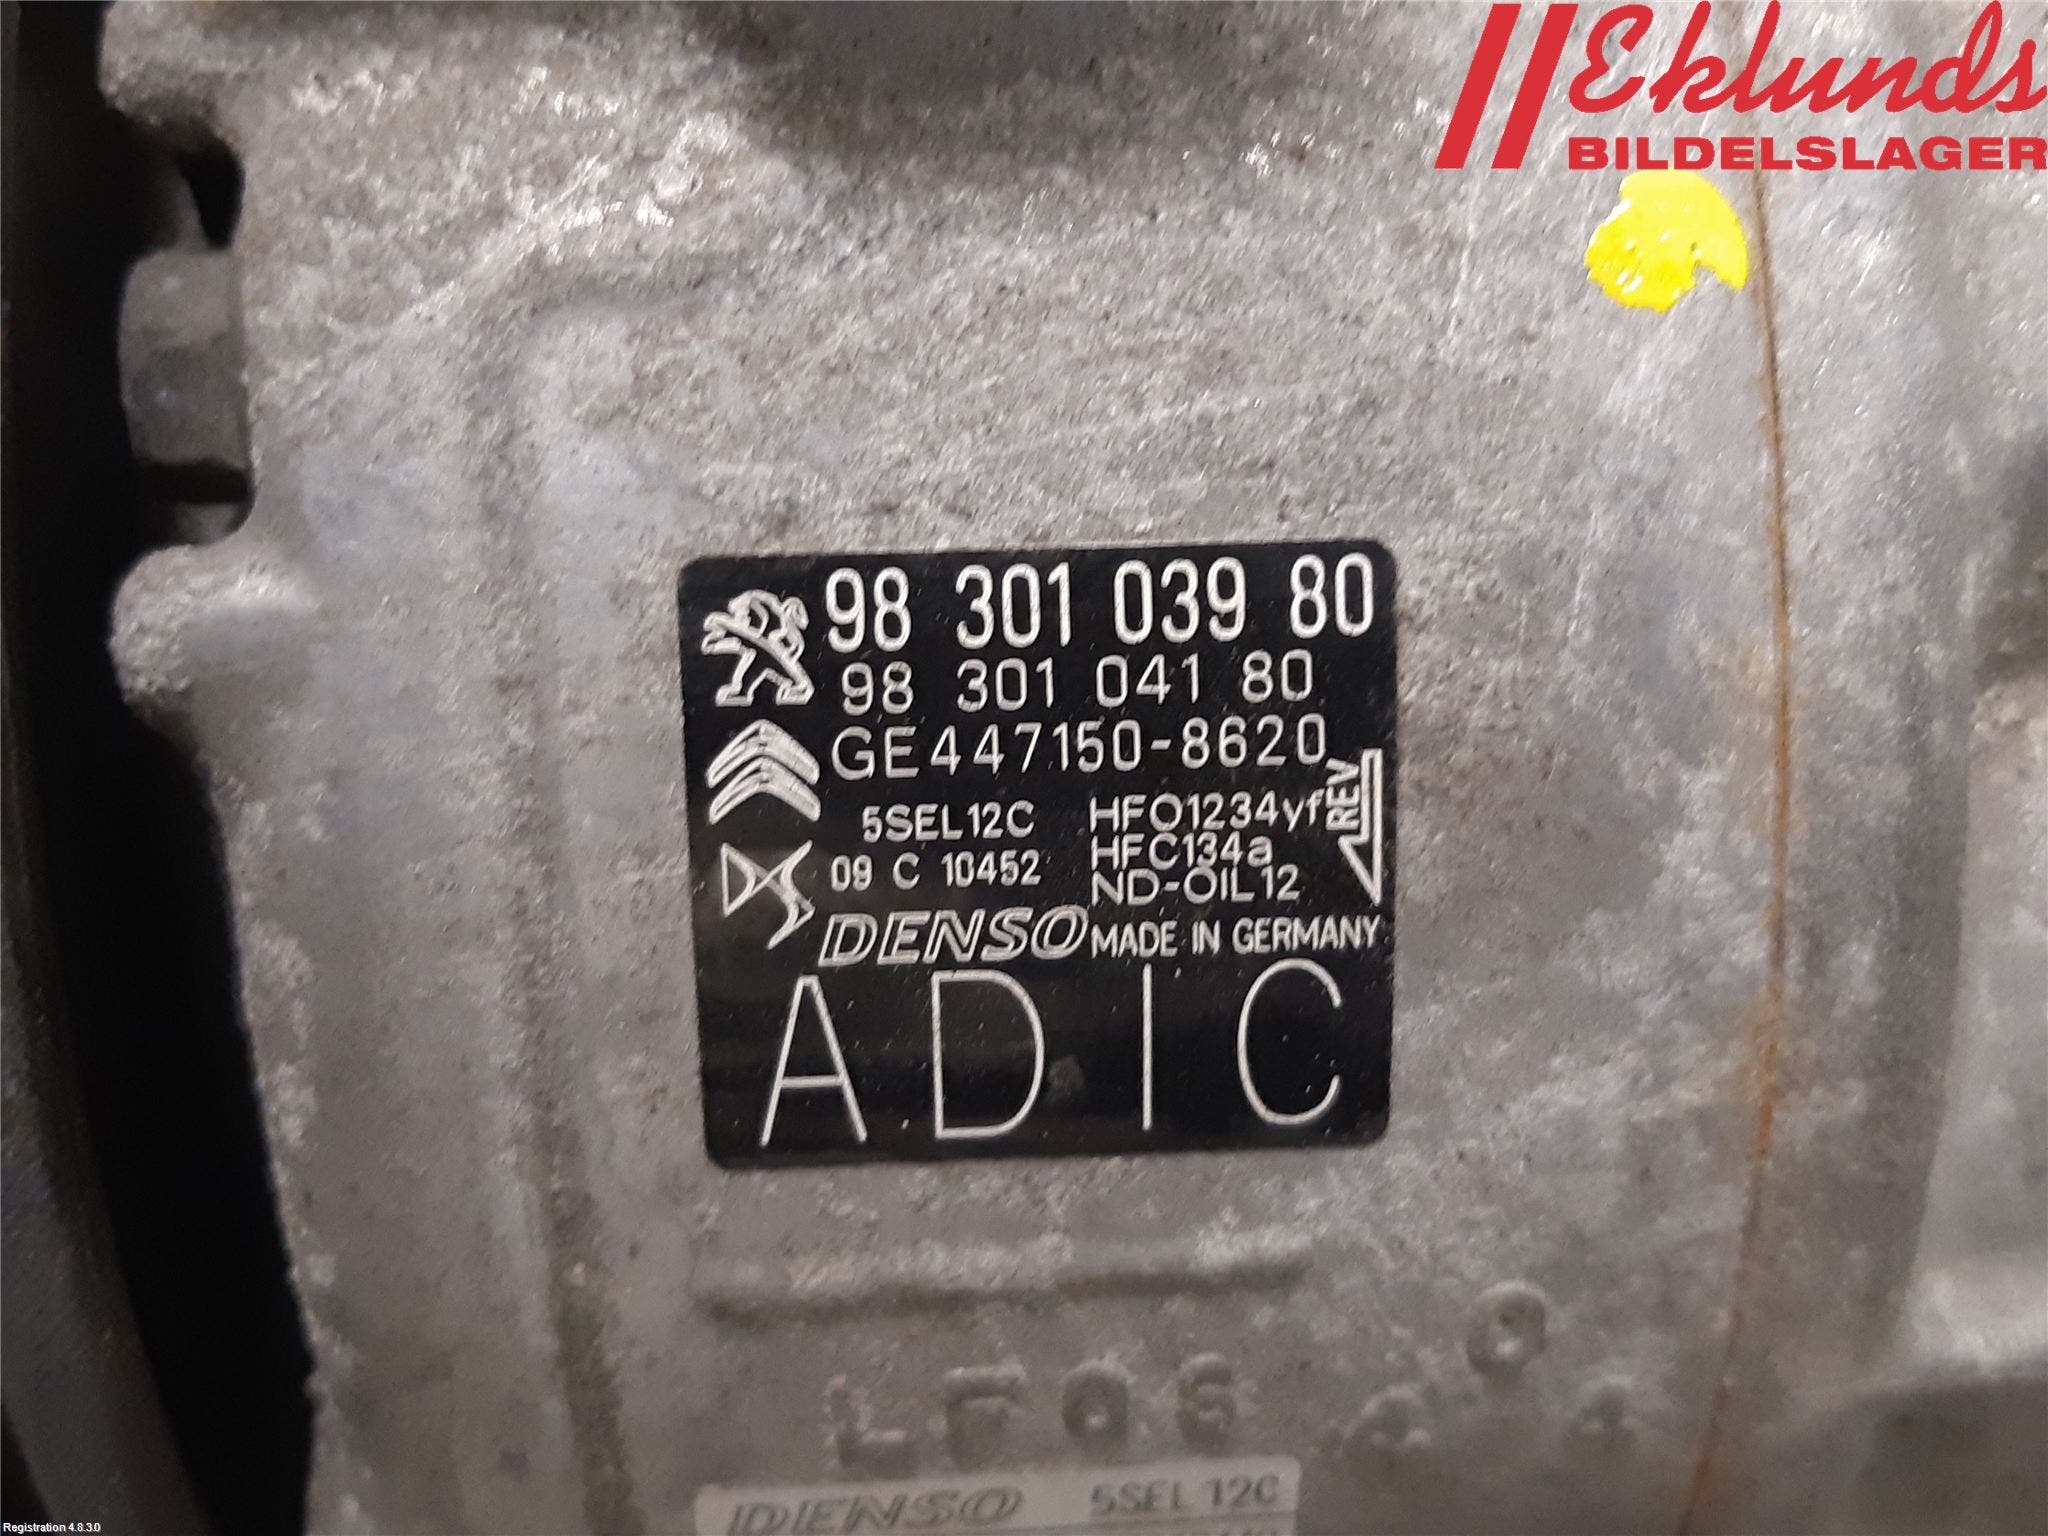 Eklunds
BILDELSLAGER
98 301 039 80
98 301 041 80
GE447150-8620
5SEL12C HFO1234yf
REV
HFC134a
09 C 10452
ND-OIL12
DENSO MADE IN GERMANY
ADIC
LF06
DENSO 5SEL12C
Registration 4.8.3.0